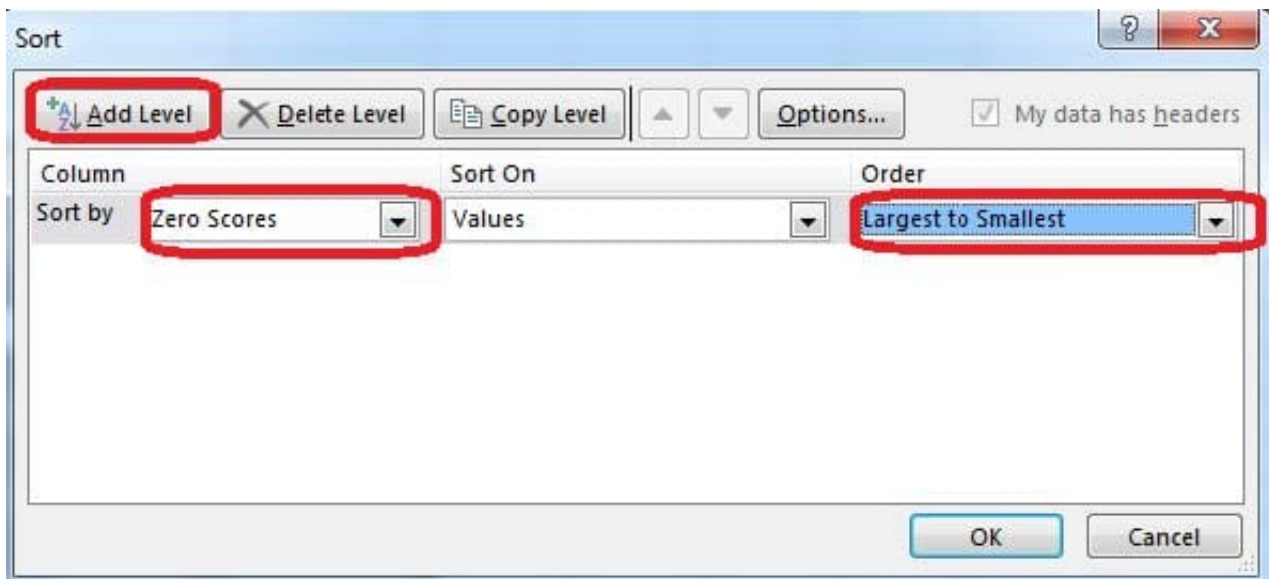 Sort
? X
Add Level Delete Level Copy Level Options... My data has headers
Column Sort On Order
Sort by Zero Scores Values Largest to Smallest
OK Cancel